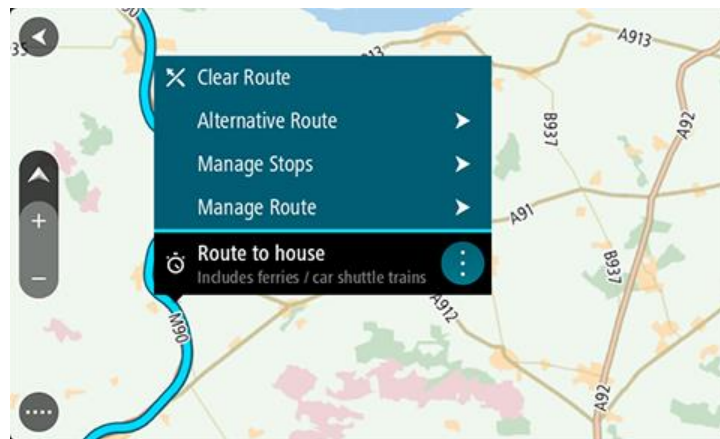 A913
A913
35
Clear Route
Alternative Route
B937
A92
Manage Stops
Manage Route
A91
+
Route to house
Includes ferries / car shuttle trains
B937
−
A912
M90
A92